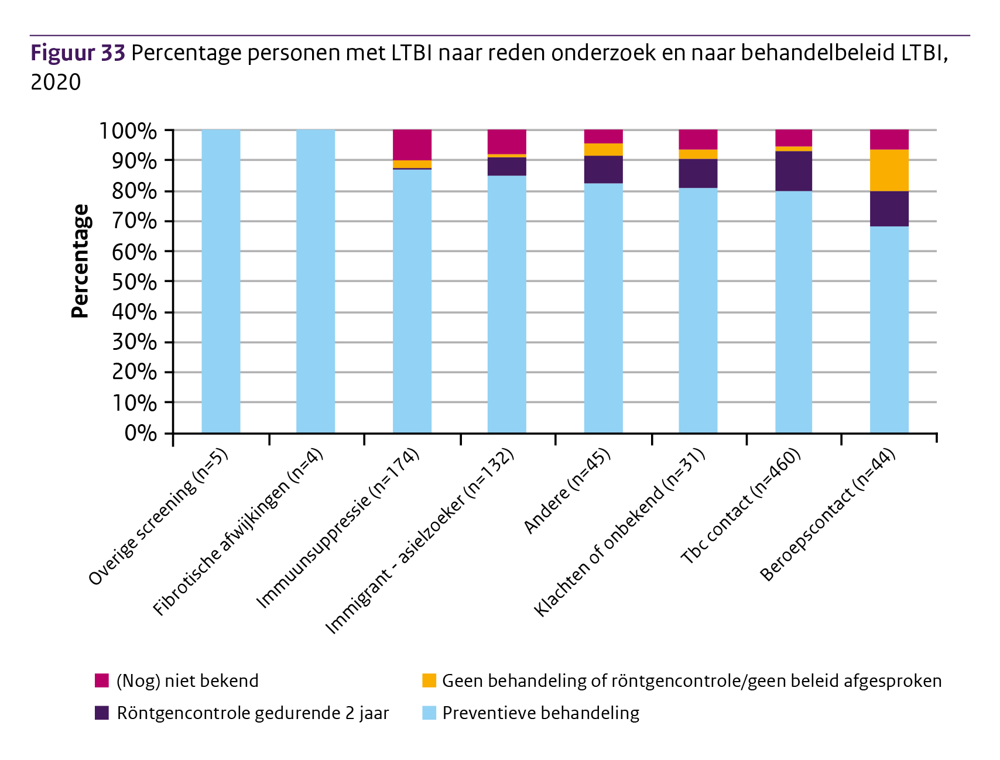 Figuur 33 Percentage personen met LTBI naar reden onderzoek en naar behandelbeleid LTBI,
2020
100%
90%
80%
70%
60%
50%
40%
30%
20%
10%
0%
Percentage
Overige screening (n=5)
Fibrotische afwijkingen (n=4)
Immuunsuppressie (n=174)
Immigrant - asielzoeker (n=132)
Andere (n=45)
Klachten of onbekend (n=31)
Tbc contact (n=460)
Beroepscontact (n=44)
(Nog) niet bekend
Geen behandeling of röntgencontrole/geen beleid afgesproken
Röntgencontrole gedurende 2 jaar
Preventieve behandeling